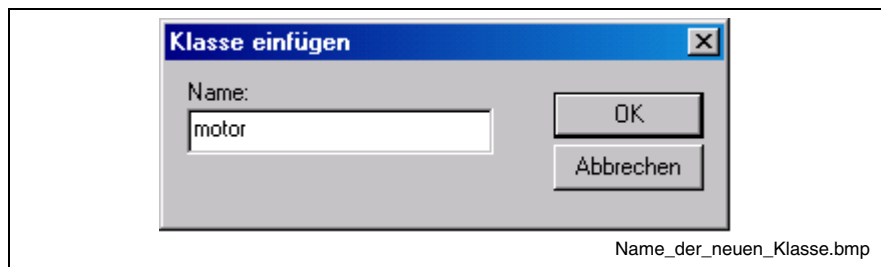 Klasse einfügen
Name:
motor
OK
Abbrechen
Name_der_neuen_Klasse.bmp